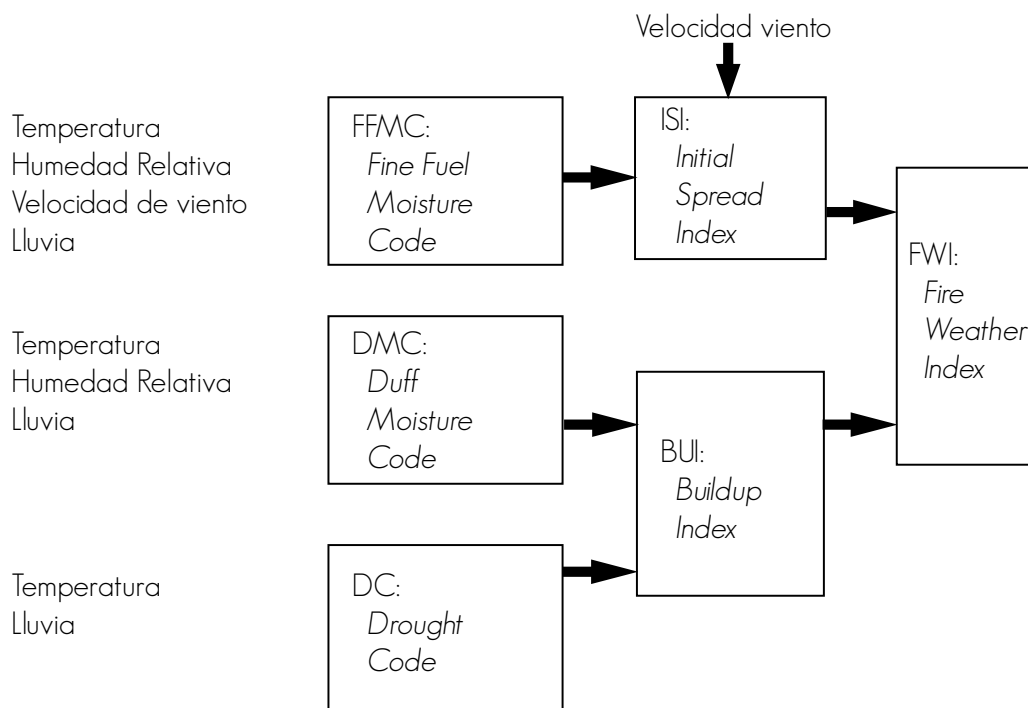 Velocidad viento
Temperatura
Humedad Relativa
Velocidad de viento
Lluvia
FFMC:
Fine Fuel
Moisture
Code
ISI:
Initial
Spread
Index
FWI:
Fire
Weather
Index
Temperatura
Humedad Relativa
Lluvia
DMC:
Duff
Moisture
Code
BUI:
Buildup
Index
Temperatura
Lluvia
DC:
Drought
Code